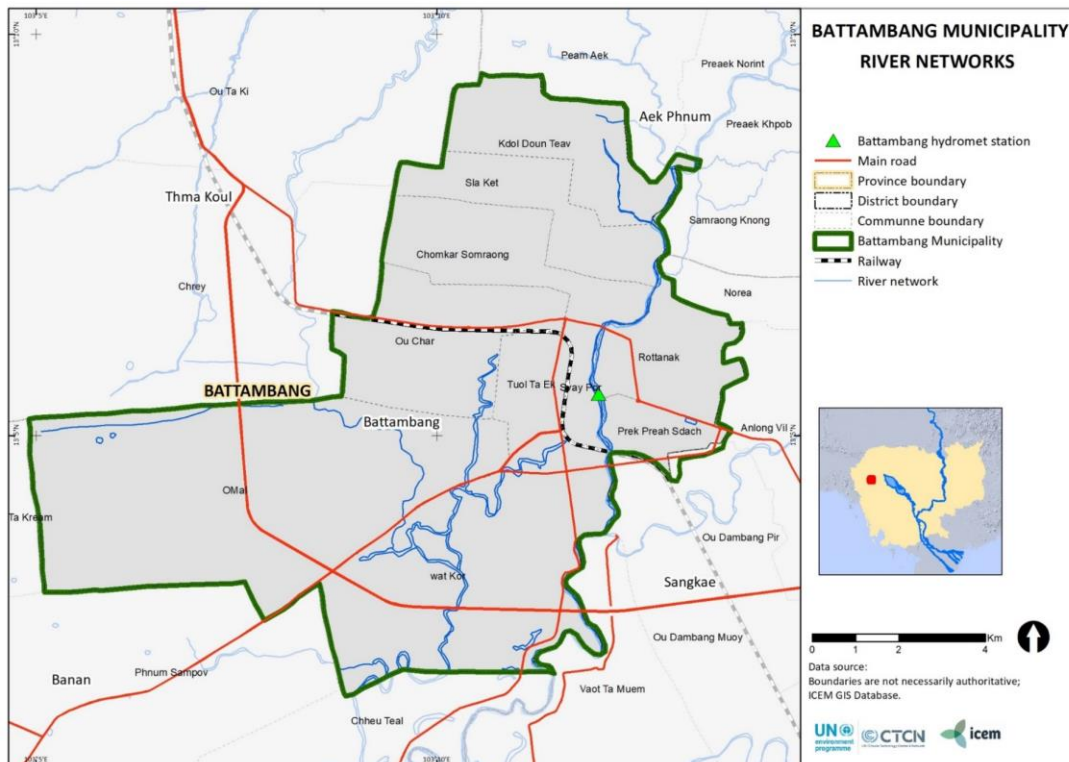 BATTAMBANG MUNICIPALITY
RIVER NETWORKS
Battambang hydromet station
Main road
Province boundary
District boundary
Communne boundary
Battambang Municipality
Railway
River network
0 1 2 4 Km
Data source:
Boundaries are not necessarily authoritative;
ICEM GIS Database.
UN
environment
programme
CTCN
icem
Peam Aek
Preaek Norint
Ou Ta Ki
Aek Phnum
Preaek Khpob
Kdol Doun Teav
Sla Ket
Thma Koul
Samraong Knong
Chomkar Somraong
Chrey
Norea
Ou Char
Rottanak
Tuol Ta Ek
Svay Por
BATTAMBANG
Battambang
Prek Preah Sdach
Anlong Vil
OMal
Ta Kream
Ou Dambang Pir
wat Kor
Sangkae
Ou Dambang Muoy
Banan
Phnum Sampov
Vaot Ta Muem
Chheu Teal